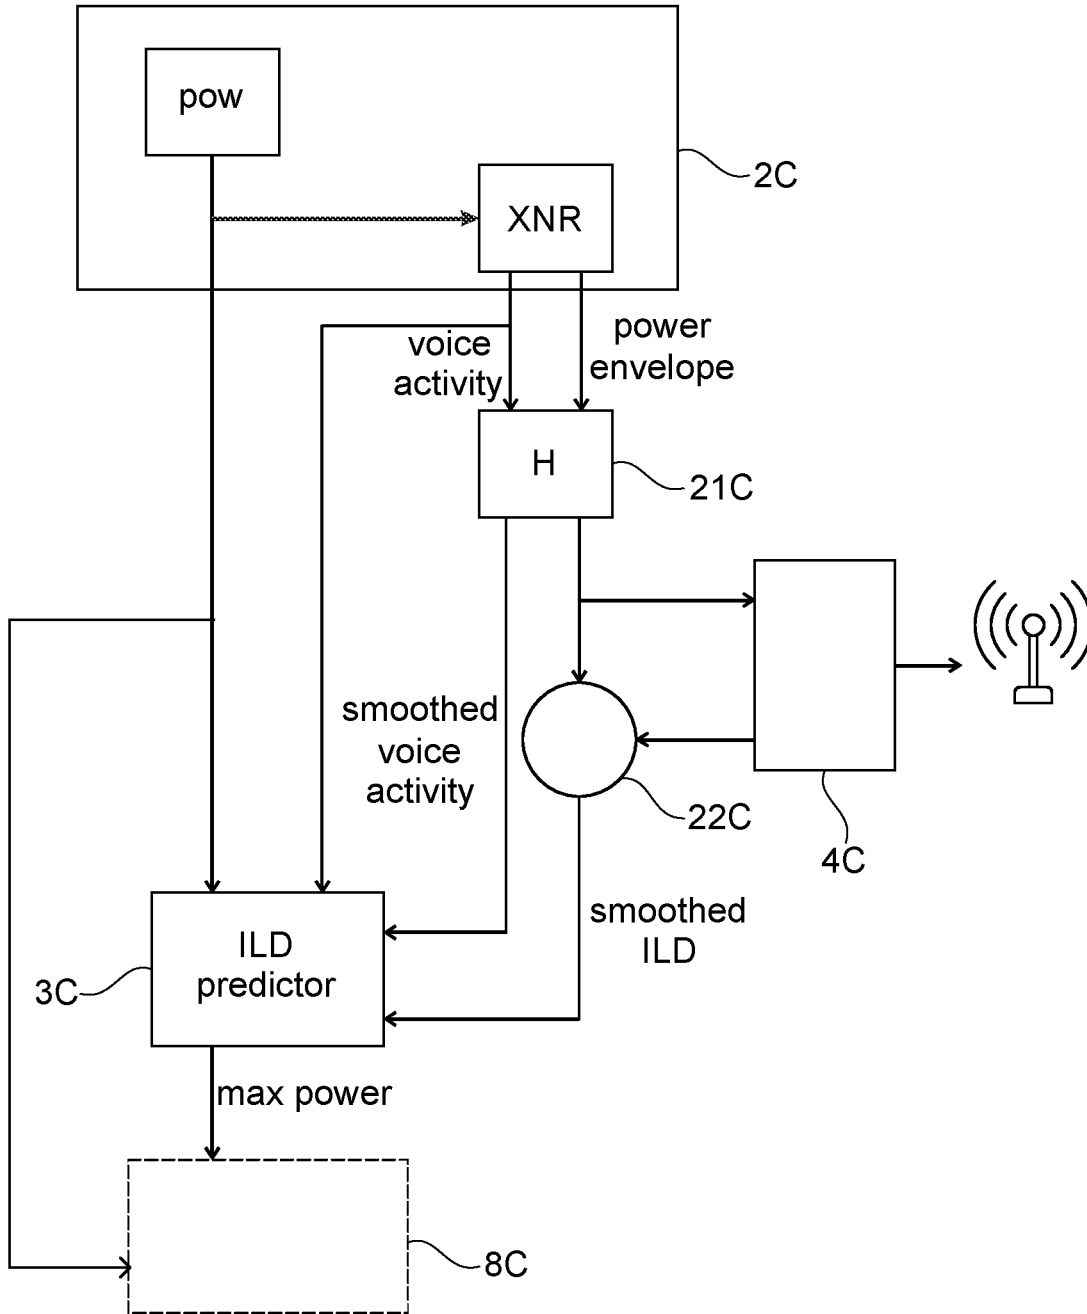 pow
2C
XNR
power
envelope
voice
activity
H
21C
smoothed
voice
activity
22C
4C
smoothed
ILD
ILD
predictor
3C
max power
8C